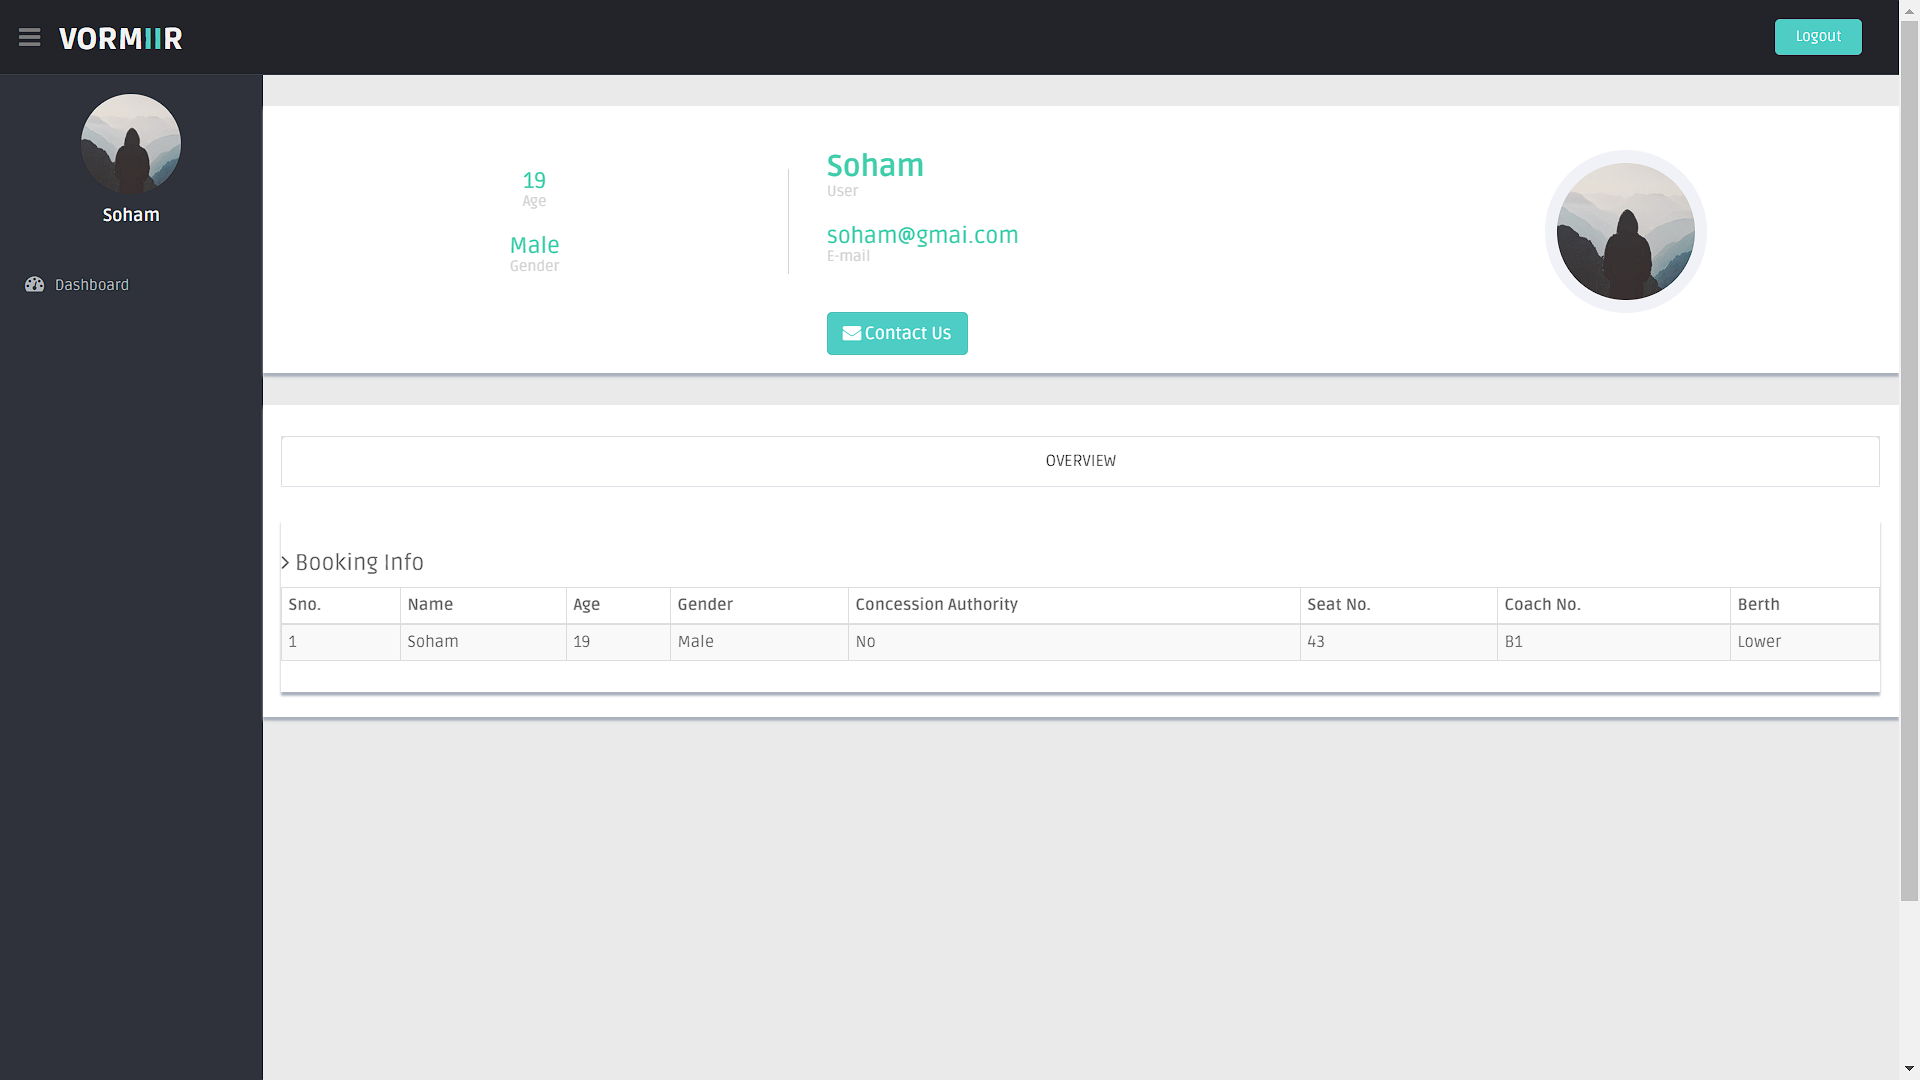 VORMIIR
Logout
Soham
Dashboard
19
Age
Male
Gender
Soham
User
soham@gmai.com
E-mail
Contact Us
OVERVIEW
Booking Info
Sno. Name Age Gender Concession Authority Seat No. Coach No. Berth
1 Soham 19 Male No 43 B1 Lower